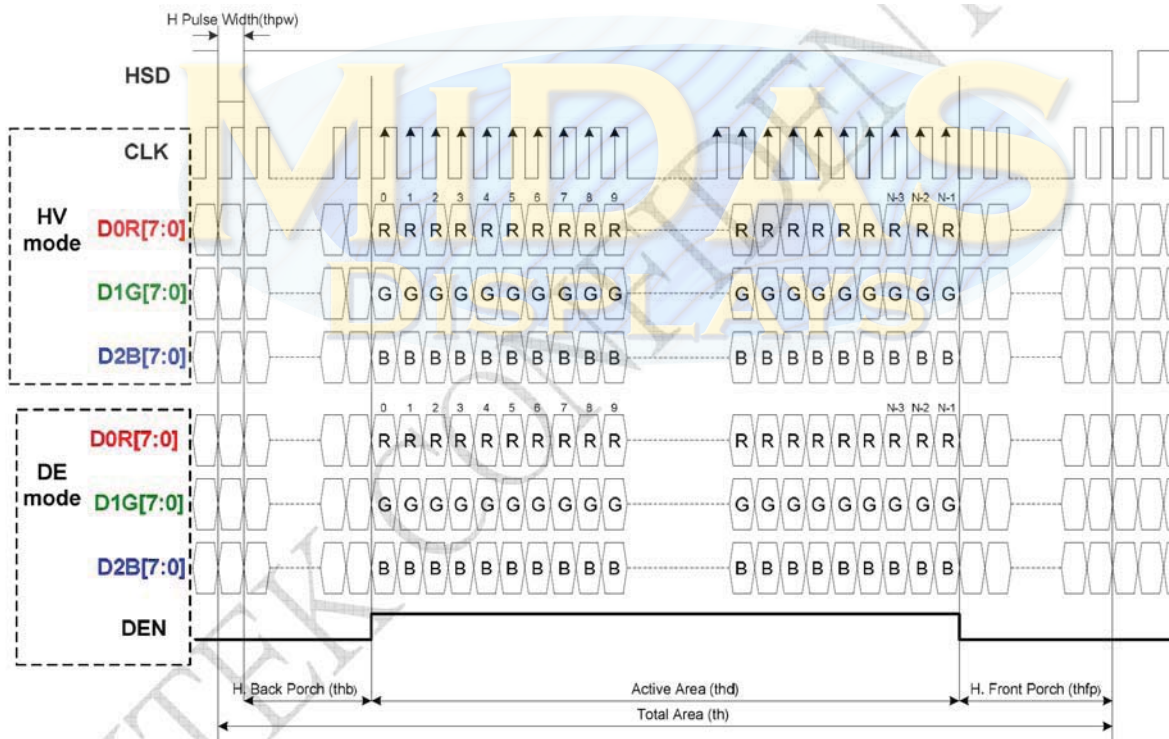 H Pulse Width(thpw)
HSD
CLK
HV
mode
0 1 2 3 4 5 6 7 8 9 N-3 N-2 N-1
D0R[7:0] R R R R R R R R R R R R R R R R R R R
D1G[7:0] G G G G G G G G G G G G G G G G G G G
D2B[7:0] B B B B B B B B B B B B B B B B B B B
DE
mode
0 1 2 3 4 5 6 7 8 9 N-3 N-2 N-1
D0R[7:0] R R R R R R R R R R R R R R R R R R R
D1G[7:0] G G G G G G G G G G G G G G G G G G G
D2B[7:0] B B B B B B B B B B B B B B B B B B B
DEN
H. Back Porch (thb) Active Area (thd) H. Front Porch (thfp)
Total Area (th)
MIDAS
DISPLAYS